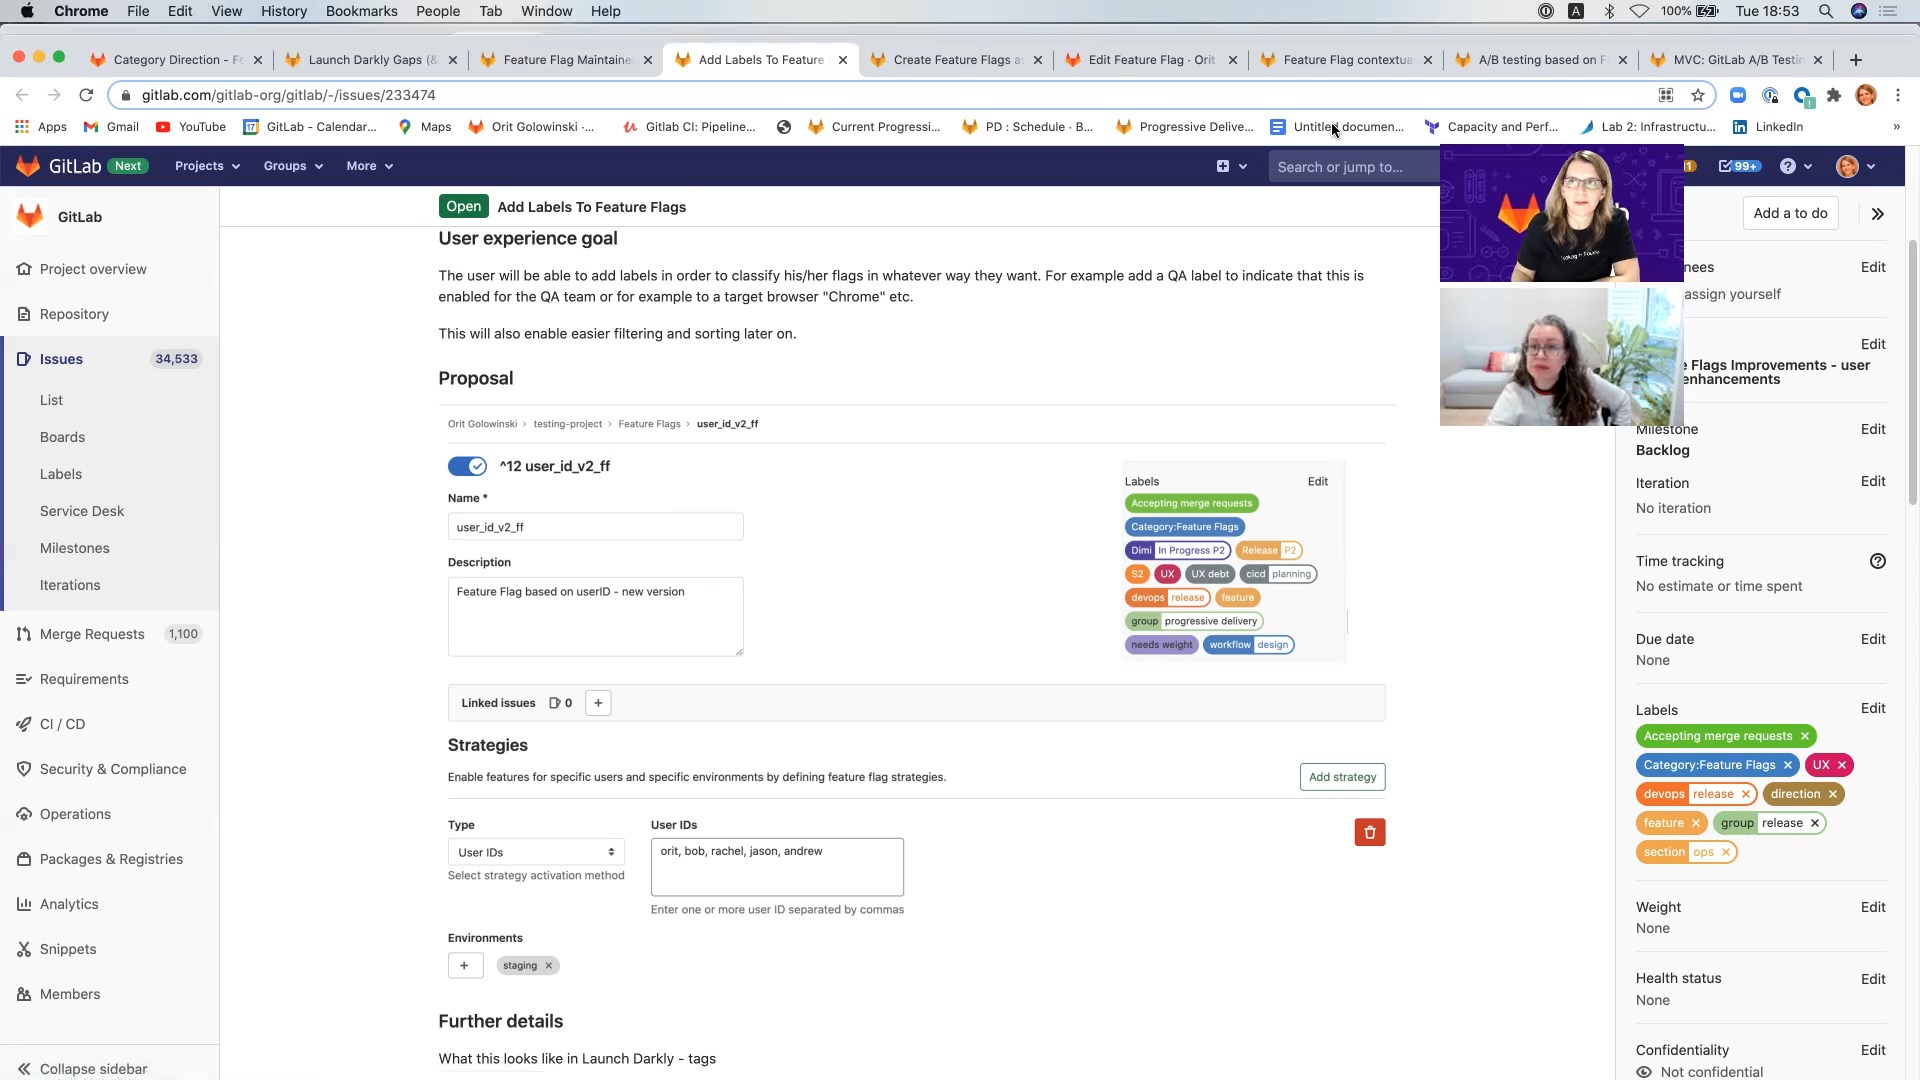 Chrome File Edit View History Bookmarks People Tab Window Help A 100% Tue 18:53
Category Direction - Fe Launch Darkly Gaps (& Feature Flag Maintaine Add Labels To Feature Create Feature Flags as Edit Feature Flag · Orit Feature Flag contextua A/B testing based on F MVC: GitLab A/B Testin
gitlab.com/gitlab-org/gitlab/-/issues/233474
Apps Gmail YouTube GitLab - Calendar... Maps Orit Golowinski ·... Gitlab CI: Pipeline... Current Progressi... PD : Schedule · B... Progressive Delive... Untitled documen... Capacity and Perf... Lab 2: Infrastructu... LinkedIn »
GitLab Next Projects Groups More Search or jump to... 99+
GitLab
Project overview
Repository
Issues 34,533
List
Boards
Labels
Service Desk
Milestones
Iterations
Merge Requests 1,100
Requirements
CI / CD
Security & Compliance
Operations
Packages & Registries
Analytics
Snippets
Members
Collapse sidebar
Open Add Labels To Feature Flags
User experience goal
The user will be able to add labels in order to classify his/her flags in whatever way they want. For example add a QA label to indicate that this is
enabled for the QA team or for example to a target browser "Chrome" etc.
This will also enable easier filtering and sorting later on.
Proposal
Orit Golowinski › testing-project › Feature Flags › user_id_v2_ff
^12 user_id_v2_ff
Name *
user_id_v2_ff
Description
Feature Flag based on userID - new version
Labels Edit
Accepting merge requests
Category:Feature Flags
Dimi In Progress P2 Release P2
S2 UX UX debt cicd planning
devops release feature
group progressive delivery
needs weight workflow design
Linked issues 0 +
Strategies
Enable features for specific users and specific environments by defining feature flag strategies.
Add strategy
Type User IDs
User IDs orit, bob, rachel, jason, andrew
Select strategy activation method
Enter one or more user ID separated by commas
Environments
+ staging ×
Further details
What this looks like in Launch Darkly - tags
Add a to do
nees Edit
assign yourself
Edit
Flags Improvements - user
enhancements
Milestone Edit
Backlog
Iteration Edit
No iteration
Time tracking
No estimate or time spent
Due date Edit
None
Labels Edit
Accepting merge requests ×
Category:Feature Flags × UX ×
devops release × direction ×
feature × group release ×
section ops ×
Weight Edit
None
Health status Edit
None
Confidentiality Edit
Not confidential